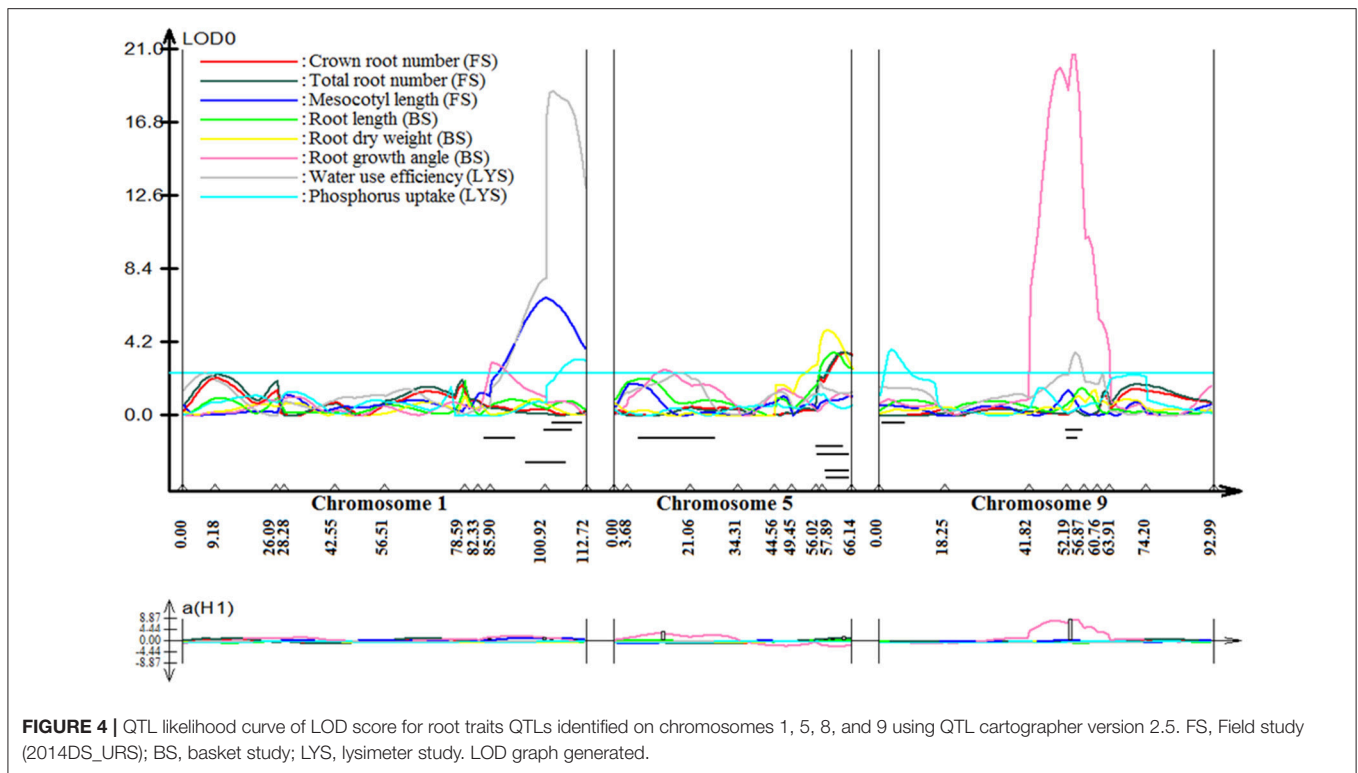 LOD0
21.0
16.8
12.6
8.4
4.2
0.0
: Crown root number (FS)
: Total root number (FS)
: Mesocotyl length (FS)
: Root length (BS)
: Root dry weight (BS)
: Root growth angle (BS)
: Water use efficiency (LYS)
: Phosphorus uptake (LYS)
Chromosome 1 Chromosome 5 Chromosome 9
0.00 9.18 26.09 28.28 42.55 56.51 78.59 82.33 85.90 100.92 112.72 0.00 3.68 21.06 34.31 44.56 49.45 56.02 57.89 66.14 0.00 18.25 41.82 52.19 56.87 60.76 63.91 74.20 92.99
a(H1)
8.87
4.44
0.00
-4.44
-8.87
FIGURE 4 | QTL likelihood curve of LOD score for root traits QTLs identified on chromosomes 1, 5, 8, and 9 using QTL cartographer version 2.5. FS, Field study
(2014DS_URS); BS, basket study; LYS, lysimeter study. LOD graph generated.